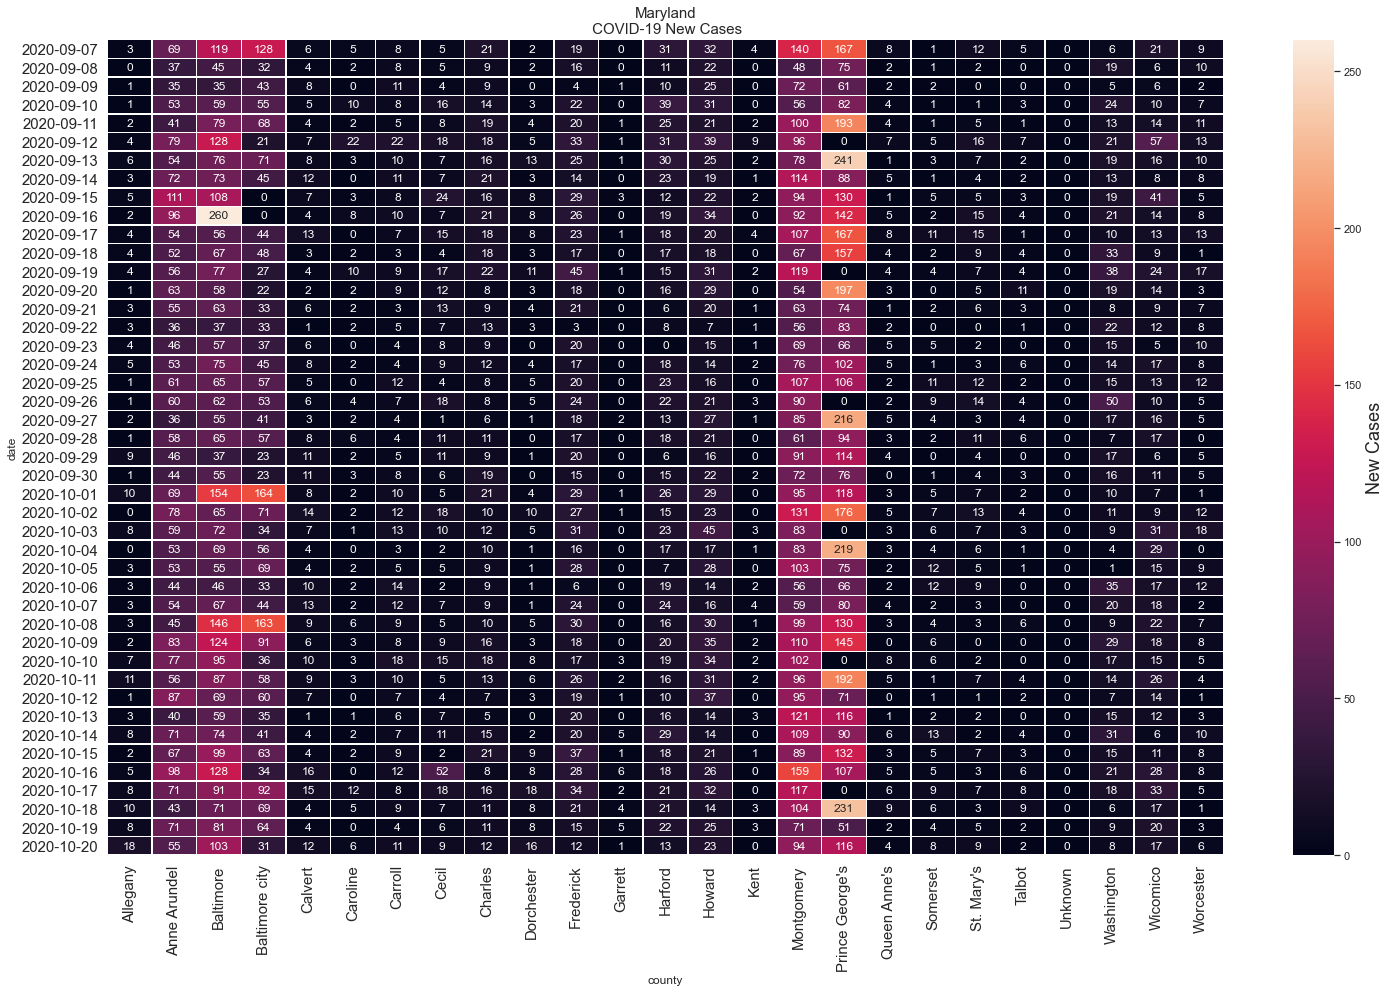 Maryland
COVID-19 New Cases
2020-09-07 3 69 119 128 6 5 8 5 21 2 19 0 31 32 4 140 167 8 1 12 5 0 6 21 9
2020-09-08 0 37 45 32 4 2 8 5 9 2 16 0 11 22 0 48 75 2 1 2 0 0 19 6 10
2020-09-09 1 35 35 43 8 0 11 4 9 0 4 1 10 25 0 72 61 2 2 0 0 0 5 6 2
2020-09-10 1 53 59 55 5 10 8 16 14 3 22 0 39 31 0 56 82 4 1 1 3 0 24 10 7
2020-09-11 2 41 79 68 4 2 5 8 19 4 20 1 25 21 2 100 193 4 1 5 1 0 13 14 11
2020-09-12 4 79 128 21 7 22 22 18 18 5 33 1 31 39 9 96 0 7 5 16 7 0 21 57 13
2020-09-13 6 54 76 71 8 3 10 7 16 13 25 1 30 25 2 78 241 1 3 7 2 0 19 16 10
2020-09-14 3 72 73 45 12 0 11 7 21 3 14 0 23 19 1 114 88 5 1 4 2 0 13 8 8
2020-09-15 5 111 108 0 7 3 8 24 16 8 29 3 12 22 2 94 130 1 5 5 3 0 19 41 5
2020-09-16 2 96 260 0 4 8 10 7 21 8 26 0 19 34 0 92 142 5 2 15 4 0 21 14 8
2020-09-17 4 54 56 44 13 0 7 15 18 8 23 1 18 20 4 107 167 8 11 15 1 0 10 13 13
2020-09-18 4 52 67 48 3 2 3 4 18 3 17 0 17 18 0 67 157 4 2 9 4 0 33 9 1
2020-09-19 4 56 77 27 4 10 9 17 22 11 45 1 15 31 2 119 0 4 4 7 4 0 38 24 17
2020-09-20 1 63 58 22 2 2 9 12 8 3 18 0 16 29 0 54 197 3 0 5 11 0 19 14 3
2020-09-21 3 55 63 33 6 2 3 13 9 4 21 0 6 20 1 63 74 1 2 6 3 0 8 9 7
2020-09-22 3 36 37 33 1 2 5 7 13 3 3 0 8 7 1 56 83 2 0 0 1 0 22 12 8
2020-09-23 4 46 57 37 6 0 4 8 9 0 20 0 0 15 1 69 66 5 5 2 0 0 15 5 10
2020-09-24 5 53 75 45 8 2 4 9 12 4 17 0 18 14 2 76 102 5 1 3 6 0 14 17 8
2020-09-25 1 61 65 57 5 0 12 4 8 5 20 0 23 16 0 107 106 2 11 12 2 0 15 13 12
2020-09-26 1 60 62 53 6 4 7 18 8 5 24 0 22 21 3 90 0 2 9 14 4 0 50 10 5
2020-09-27 2 36 55 41 3 2 4 1 6 1 18 2 13 27 1 85 216 5 4 3 4 0 17 16 5
2020-09-28 1 58 65 57 8 6 4 11 11 0 17 0 18 21 0 61 94 3 2 11 6 0 7 17 0
2020-09-29 9 46 37 23 11 2 5 11 9 1 20 0 6 16 0 91 114 4 0 4 0 0 17 6 5
2020-09-30 1 44 55 23 11 3 8 6 19 0 15 0 15 22 2 72 76 0 1 4 3 0 16 11 5
2020-10-01 10 69 154 164 8 2 10 5 21 4 29 1 26 29 0 95 118 3 5 7 2 0 10 7 1
2020-10-02 0 78 65 71 14 2 12 18 10 10 27 1 15 23 0 131 176 5 7 13 4 0 11 9 12
2020-10-03 8 59 72 34 7 1 13 10 12 5 31 0 23 45 3 83 0 3 6 7 3 0 9 31 18
2020-10-04 0 53 69 56 4 0 3 2 10 1 16 0 17 17 1 83 219 3 4 6 1 0 4 29 0
2020-10-05 3 53 55 69 4 2 5 5 9 1 28 0 7 28 0 103 75 2 12 5 1 0 1 15 9
2020-10-06 3 44 46 33 10 2 14 2 9 1 6 0 19 14 2 56 66 2 12 9 0 0 35 17 12
2020-10-07 3 54 67 44 13 2 12 7 9 1 24 0 24 16 4 59 80 4 2 3 0 0 20 18 2
2020-10-08 3 45 146 163 9 6 9 5 10 5 30 0 16 30 1 99 130 3 4 3 6 0 9 22 7
2020-10-09 2 83 124 91 6 3 8 9 16 3 18 0 20 35 2 110 145 0 6 0 0 0 29 18 8
2020-10-10 7 77 95 36 10 3 18 15 18 8 17 3 19 34 2 102 0 8 6 2 0 0 17 15 5
2020-10-11 11 56 87 58 9 3 10 5 13 6 26 2 16 31 2 96 192 5 1 7 4 0 14 26 4
2020-10-12 1 87 69 60 7 0 7 4 7 3 19 1 10 37 0 95 71 0 1 1 2 0 7 14 1
2020-10-13 3 40 59 35 1 1 6 7 5 0 20 0 16 14 3 121 116 1 2 2 0 0 15 12 3
2020-10-14 8 71 74 41 4 2 7 11 15 2 20 5 29 14 0 109 90 6 13 2 4 0 31 6 10
2020-10-15 2 67 99 63 4 2 9 2 21 9 37 1 18 21 1 89 132 3 5 7 3 0 15 11 8
2020-10-16 5 98 128 34 16 0 12 52 8 8 28 6 18 26 0 159 107 5 5 3 6 0 21 28 8
2020-10-17 8 71 91 92 15 12 8 18 16 18 34 2 21 32 0 117 0 6 9 7 8 0 18 33 5
2020-10-18 10 43 71 69 4 5 9 7 11 8 21 4 21 14 3 104 231 9 6 3 9 0 6 17 1
2020-10-19 8 71 81 64 4 0 4 6 11 8 15 5 22 25 3 71 51 2 4 5 2 0 9 20 3
2020-10-20 18 55 103 31 12 6 11 9 12 16 12 1 13 23 0 94 116 4 8 9 2 0 8 17 6
date
Allegany
Anne Arundel
Baltimore
Baltimore city
Calvert
Caroline
Carroll
Cecil
Charles
Dorchester
Frederick
Garrett
Harford
Howard
Kent
Montgomery
Prince George's
Queen Anne's
Somerset
St. Mary's
Talbot
Unknown
Washington
Wicomico
Worcester
county
250
200
150
100
50
0
New Cases